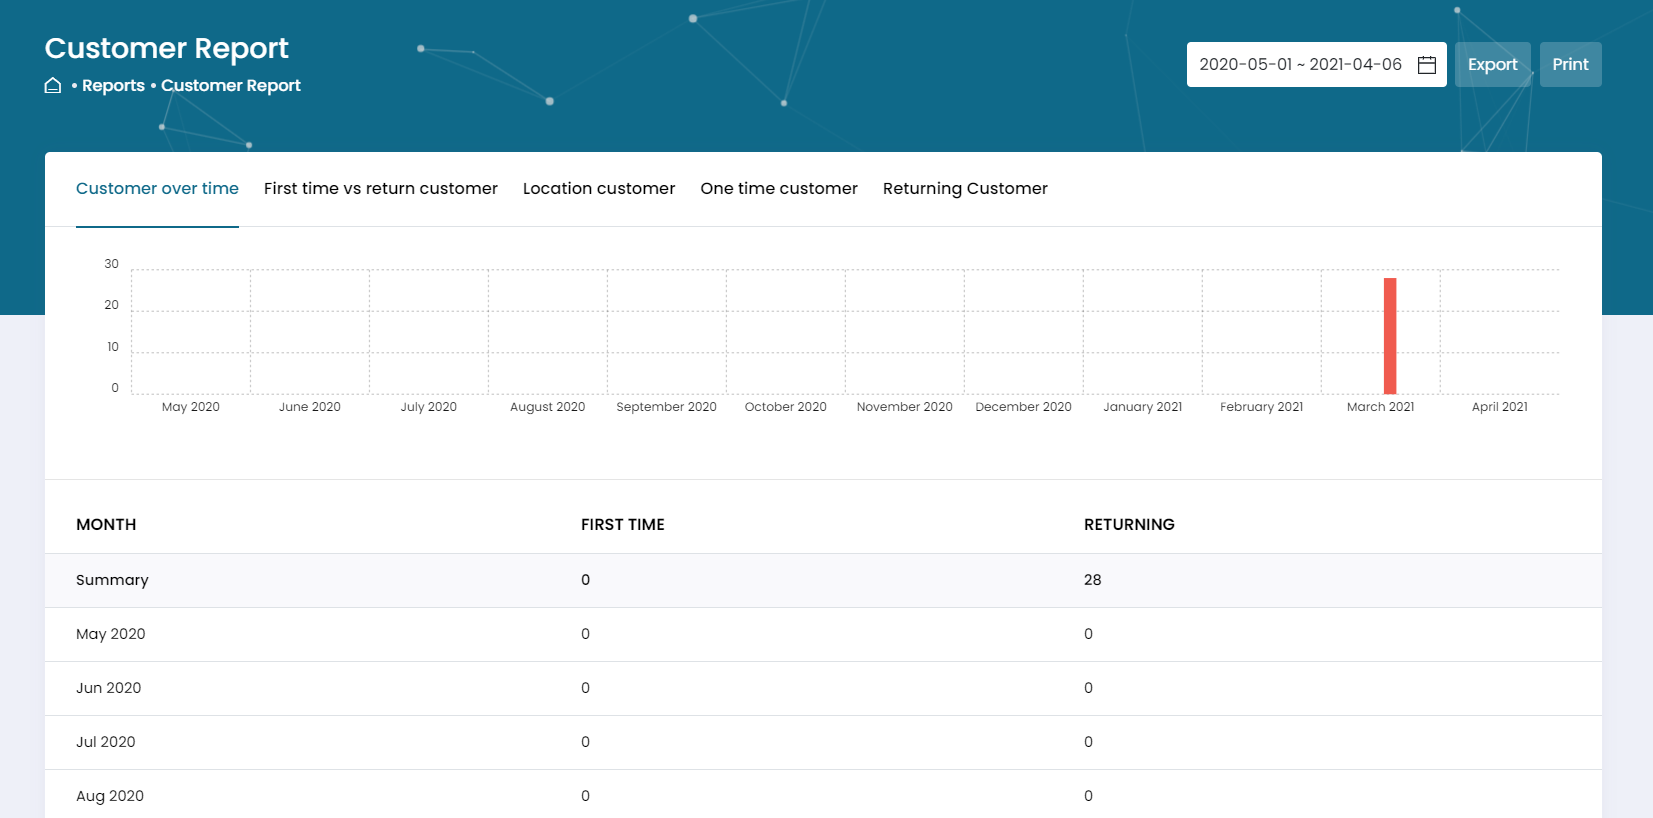 Customer Report
• Reports • Customer Report
2020-05-01 ~ 2021-04-06
Export
Print
Customer over time First time vs return customer Location customer One time customer Returning Customer
30
20
10
0
May 2020 June 2020 July 2020 August 2020 September 2020 October 2020 November 2020 December 2020 January 2021 February 2021 March 2021 April 2021
MONTH FIRST TIME RETURNING
Summary 0 28
May 2020 0 0
Jun 2020 0 0
Jul 2020 0 0
Aug 2020 0 0